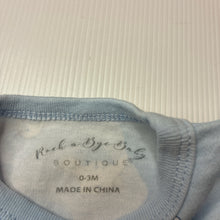 Rock-a-Bye-Baby
BOUTIQUE
0-3M
MADE IN CHINA